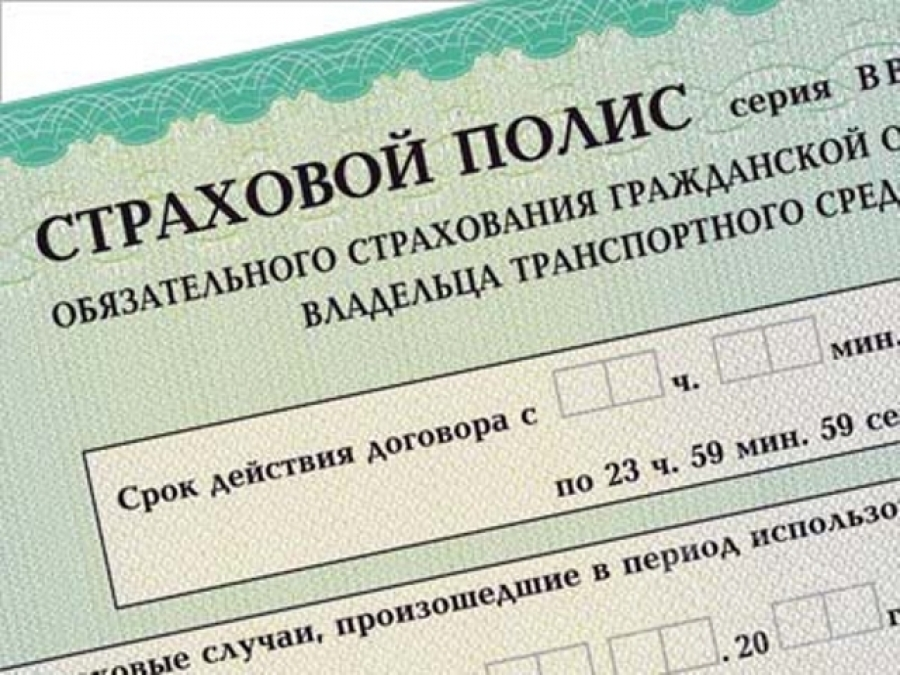 СТРАХОВОЙ ПОЛИС серия ВВ
ОБЯЗАТЕЛЬНОГО СТРАХОВАНИЯ ГРАЖДАНСКОЙ О
ВЛАДЕЛЬЦА ТРАНСПОРТНОГО СРЕД
Срок действия договора с ч. мин.
по 23 ч. 59 мин. 59 се
ковые случаи, произошедшие в период использо
. 20 г